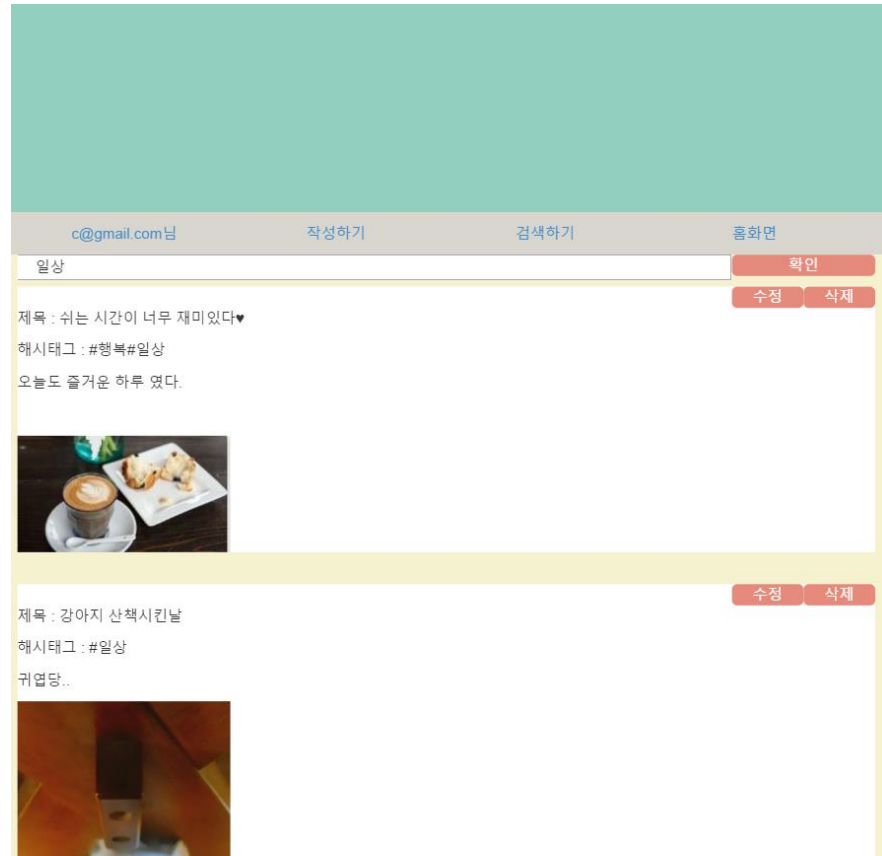 c@gmail.com님 작성하기 검색하기 홈화면
일상 확인
수정 삭제
제목 : 쉬는 시간이 너무 재미있다♥
해시태그 : #행복#일상
오늘도 즐거운 하루 였다.
수정 삭제
제목 : 강아지 산책시킨날
해시태그 : #일상
귀엽당..